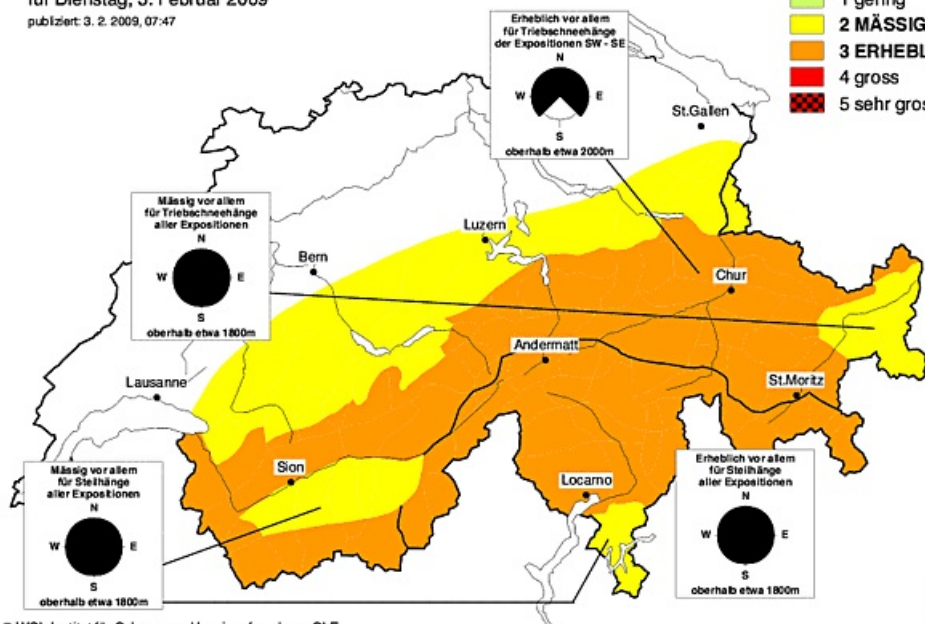 für Dienstag, 3. Februar 2009
publiziert: 3. 2. 2009, 07:47
1 gering
2 MÄSSIG
3 ERHEBL
4 gross
5 sehr gros
Erheblich vor allem
für Triebschneehänge
der Expositionen SW - SE
N
W E
S
oberhalb etwa 2000m
St.Gallen
Mässig vor allem
für Triebschneehänge
aller Expositionen
N
W E
S
oberhalb etwa 1800m
Luzern
Bern
Chur
Andermatt
Lausanne
St.Moritz
Sion
Locarno
Mässig vor allem
für Steilhänge
aller Expositionen
N
W E
S
oberhalb etwa 1800m
Erheblich vor allem
für Steilhänge
aller Expositionen
N
W E
S
oberhalb etwa 1800m